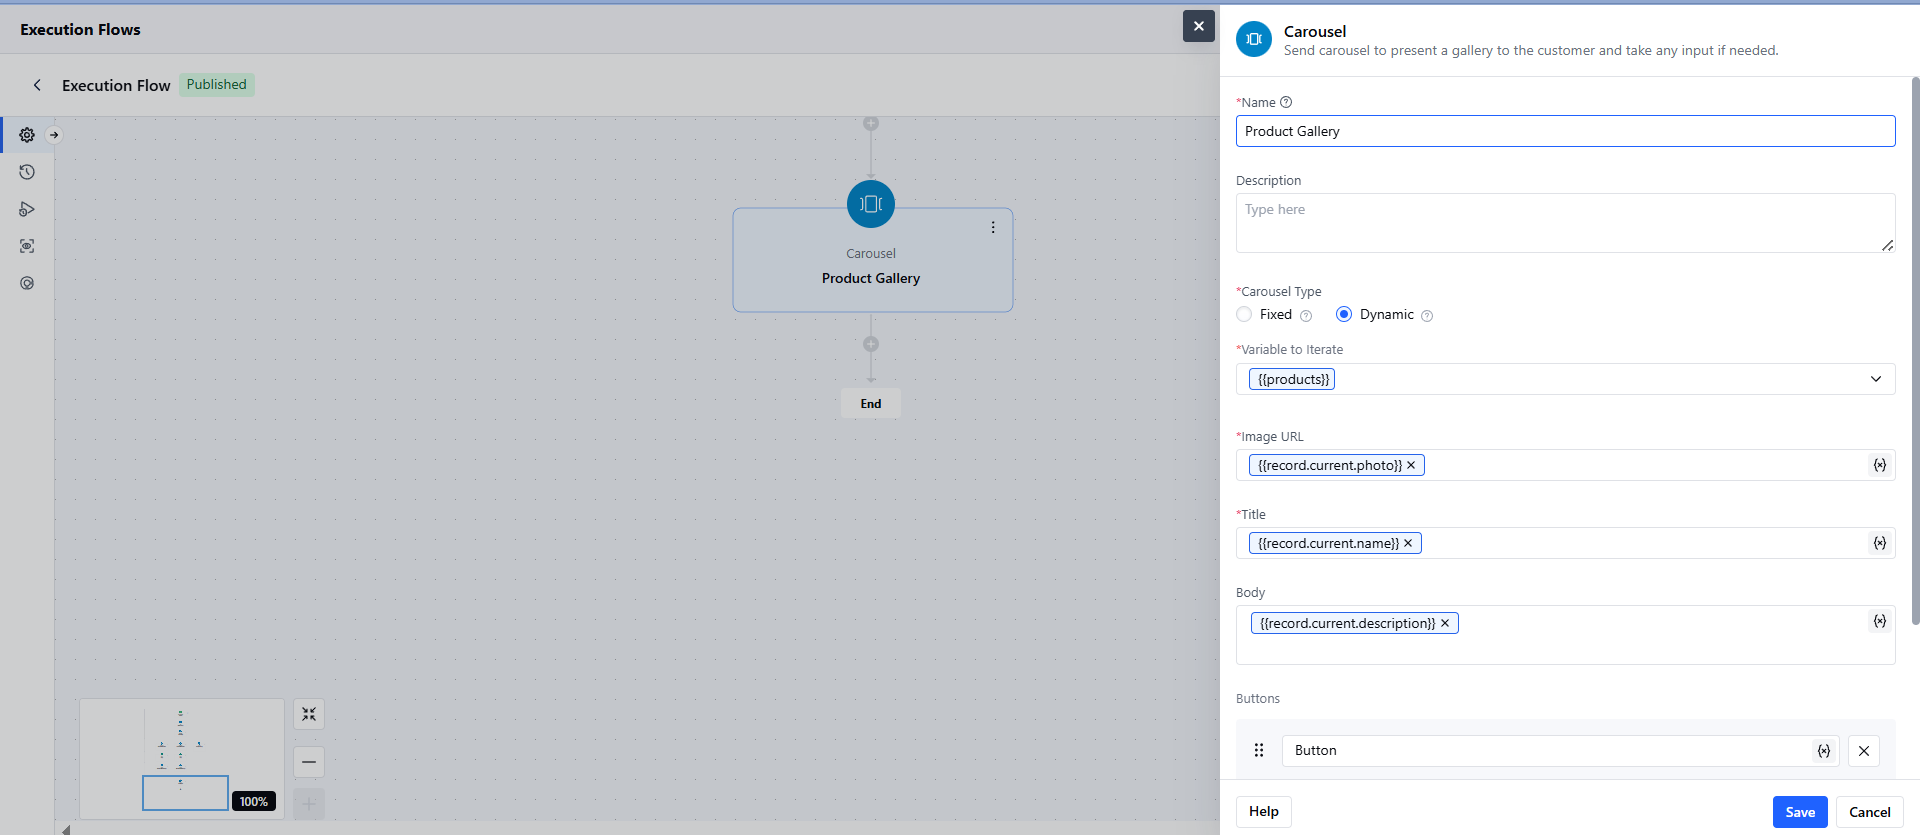 Execution Flows
Execution Flow
Published
Carousel
Product Gallery
End
100%
Carousel
Send carousel to present a gallery to the customer and take any input if needed.
*Name
Product Gallery
Description
Type here
*Carousel Type
Fixed
Dynamic
*Variable to Iterate
{{products}}
*Image URL
{{record.current.photo}}
*Title
{{record.current.name}}
Body
{{record.current.description}}
Buttons
Button
Help
Save
Cancel